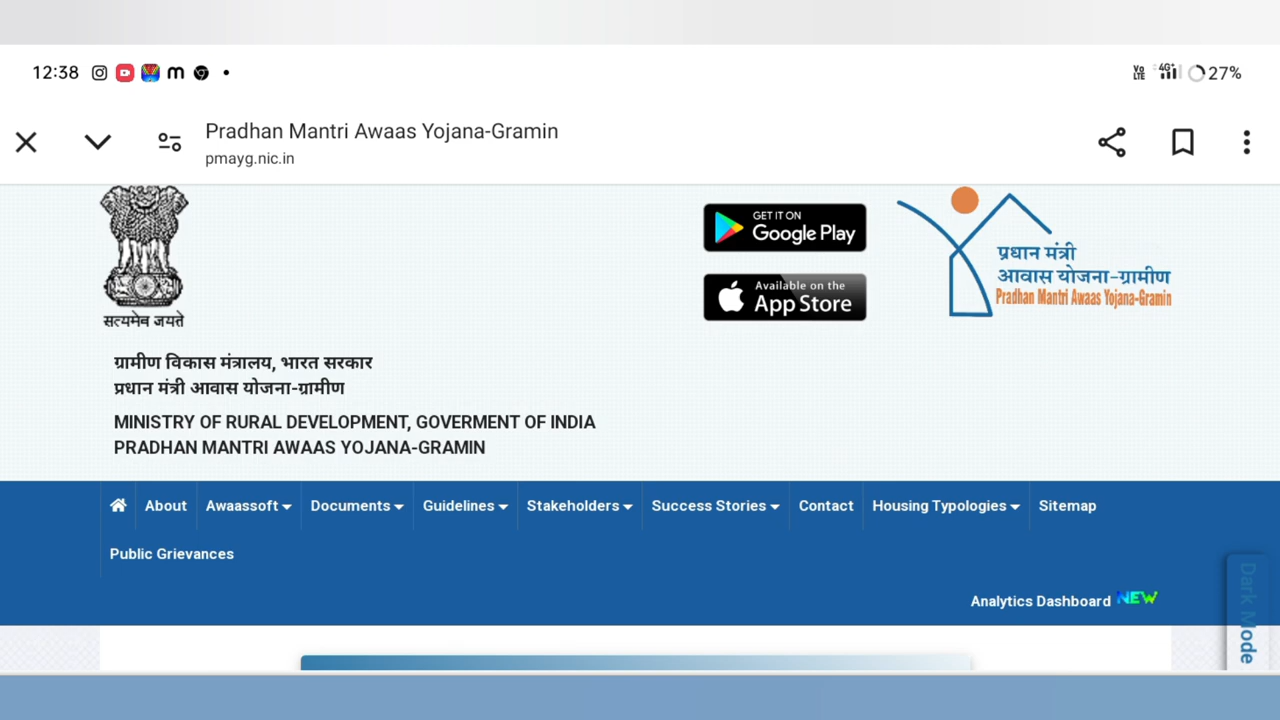 12:38
Vo LTE 4G+ 27%
Pradhan Mantri Awaas Yojana-Gramin
pmayg.nic.in
सत्यमेव जयते
GET IT ON
Google Play
Available on the
App Store
प्रधान मंत्री
आवास योजना-ग्रामीण
Pradhan Mantri Awaas Yojana-Gramin
ग्रामीण विकास मंत्रालय, भारत सरकार
प्रधान मंत्री आवास योजना-ग्रामीण
MINISTRY OF RURAL DEVELOPMENT, GOVERMENT OF INDIA
PRADHAN MANTRI AWAAS YOJANA-GRAMIN
About Awaassoft Documents Guidelines Stakeholders Success Stories Contact Housing Typologies Sitemap
Public Grievances
Analytics Dashboard NEW
Dark Mode